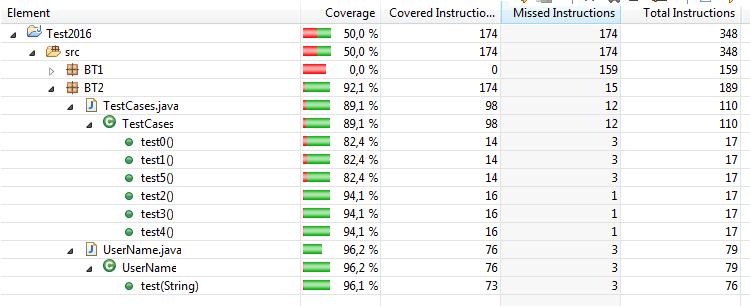 Element Coverage Covered Instructio... Missed Instructions Total Instructions
Test2016 50,0 % 174 174 348
src 50,0 % 174 174 348
BT1 0,0 % 0 159 159
BT2 92,1 % 174 15 189
TestCases.java 89,1 % 98 12 110
TestCases 89,1 % 98 12 110
test0() 82,4 % 14 3 17
test1() 82,4 % 14 3 17
test5() 82,4 % 14 3 17
test2() 94,1 % 16 1 17
test3() 94,1 % 16 1 17
test4() 94,1 % 16 1 17
UserName.java 96,2 % 76 3 79
UserName 96,2 % 76 3 79
test(String) 96,1 % 73 3 76